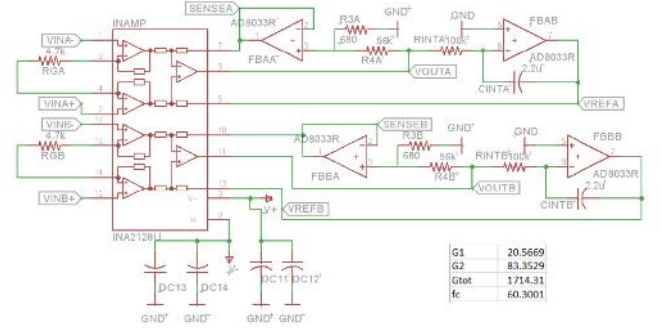 SENSEA
INAMP
VINA-
4.7k
RGA
VINA+
VINB-
4.7k
RGB
VINB+
INA2128U
AD8033R
FBAA
R3A
680
GND+
56k
R4A
RINTA
100k
GND
FBAB
AD8033R
2.2u
CINTA
VOUTA
VREFA
SENSEB
AD8033R
FBBA
R3B
680
GND+
56k
R4B
RINTB
100k
GND
FBBB
AD8033R
2.2u
CINTB
VOUTB
VREFB
V+
V-
DC13
DC14
DC11
DC12
GND+
GND-
GND+
GND-
G1 20.5669
G2 83.3529
Gtot 1714.31
fc 60.3001